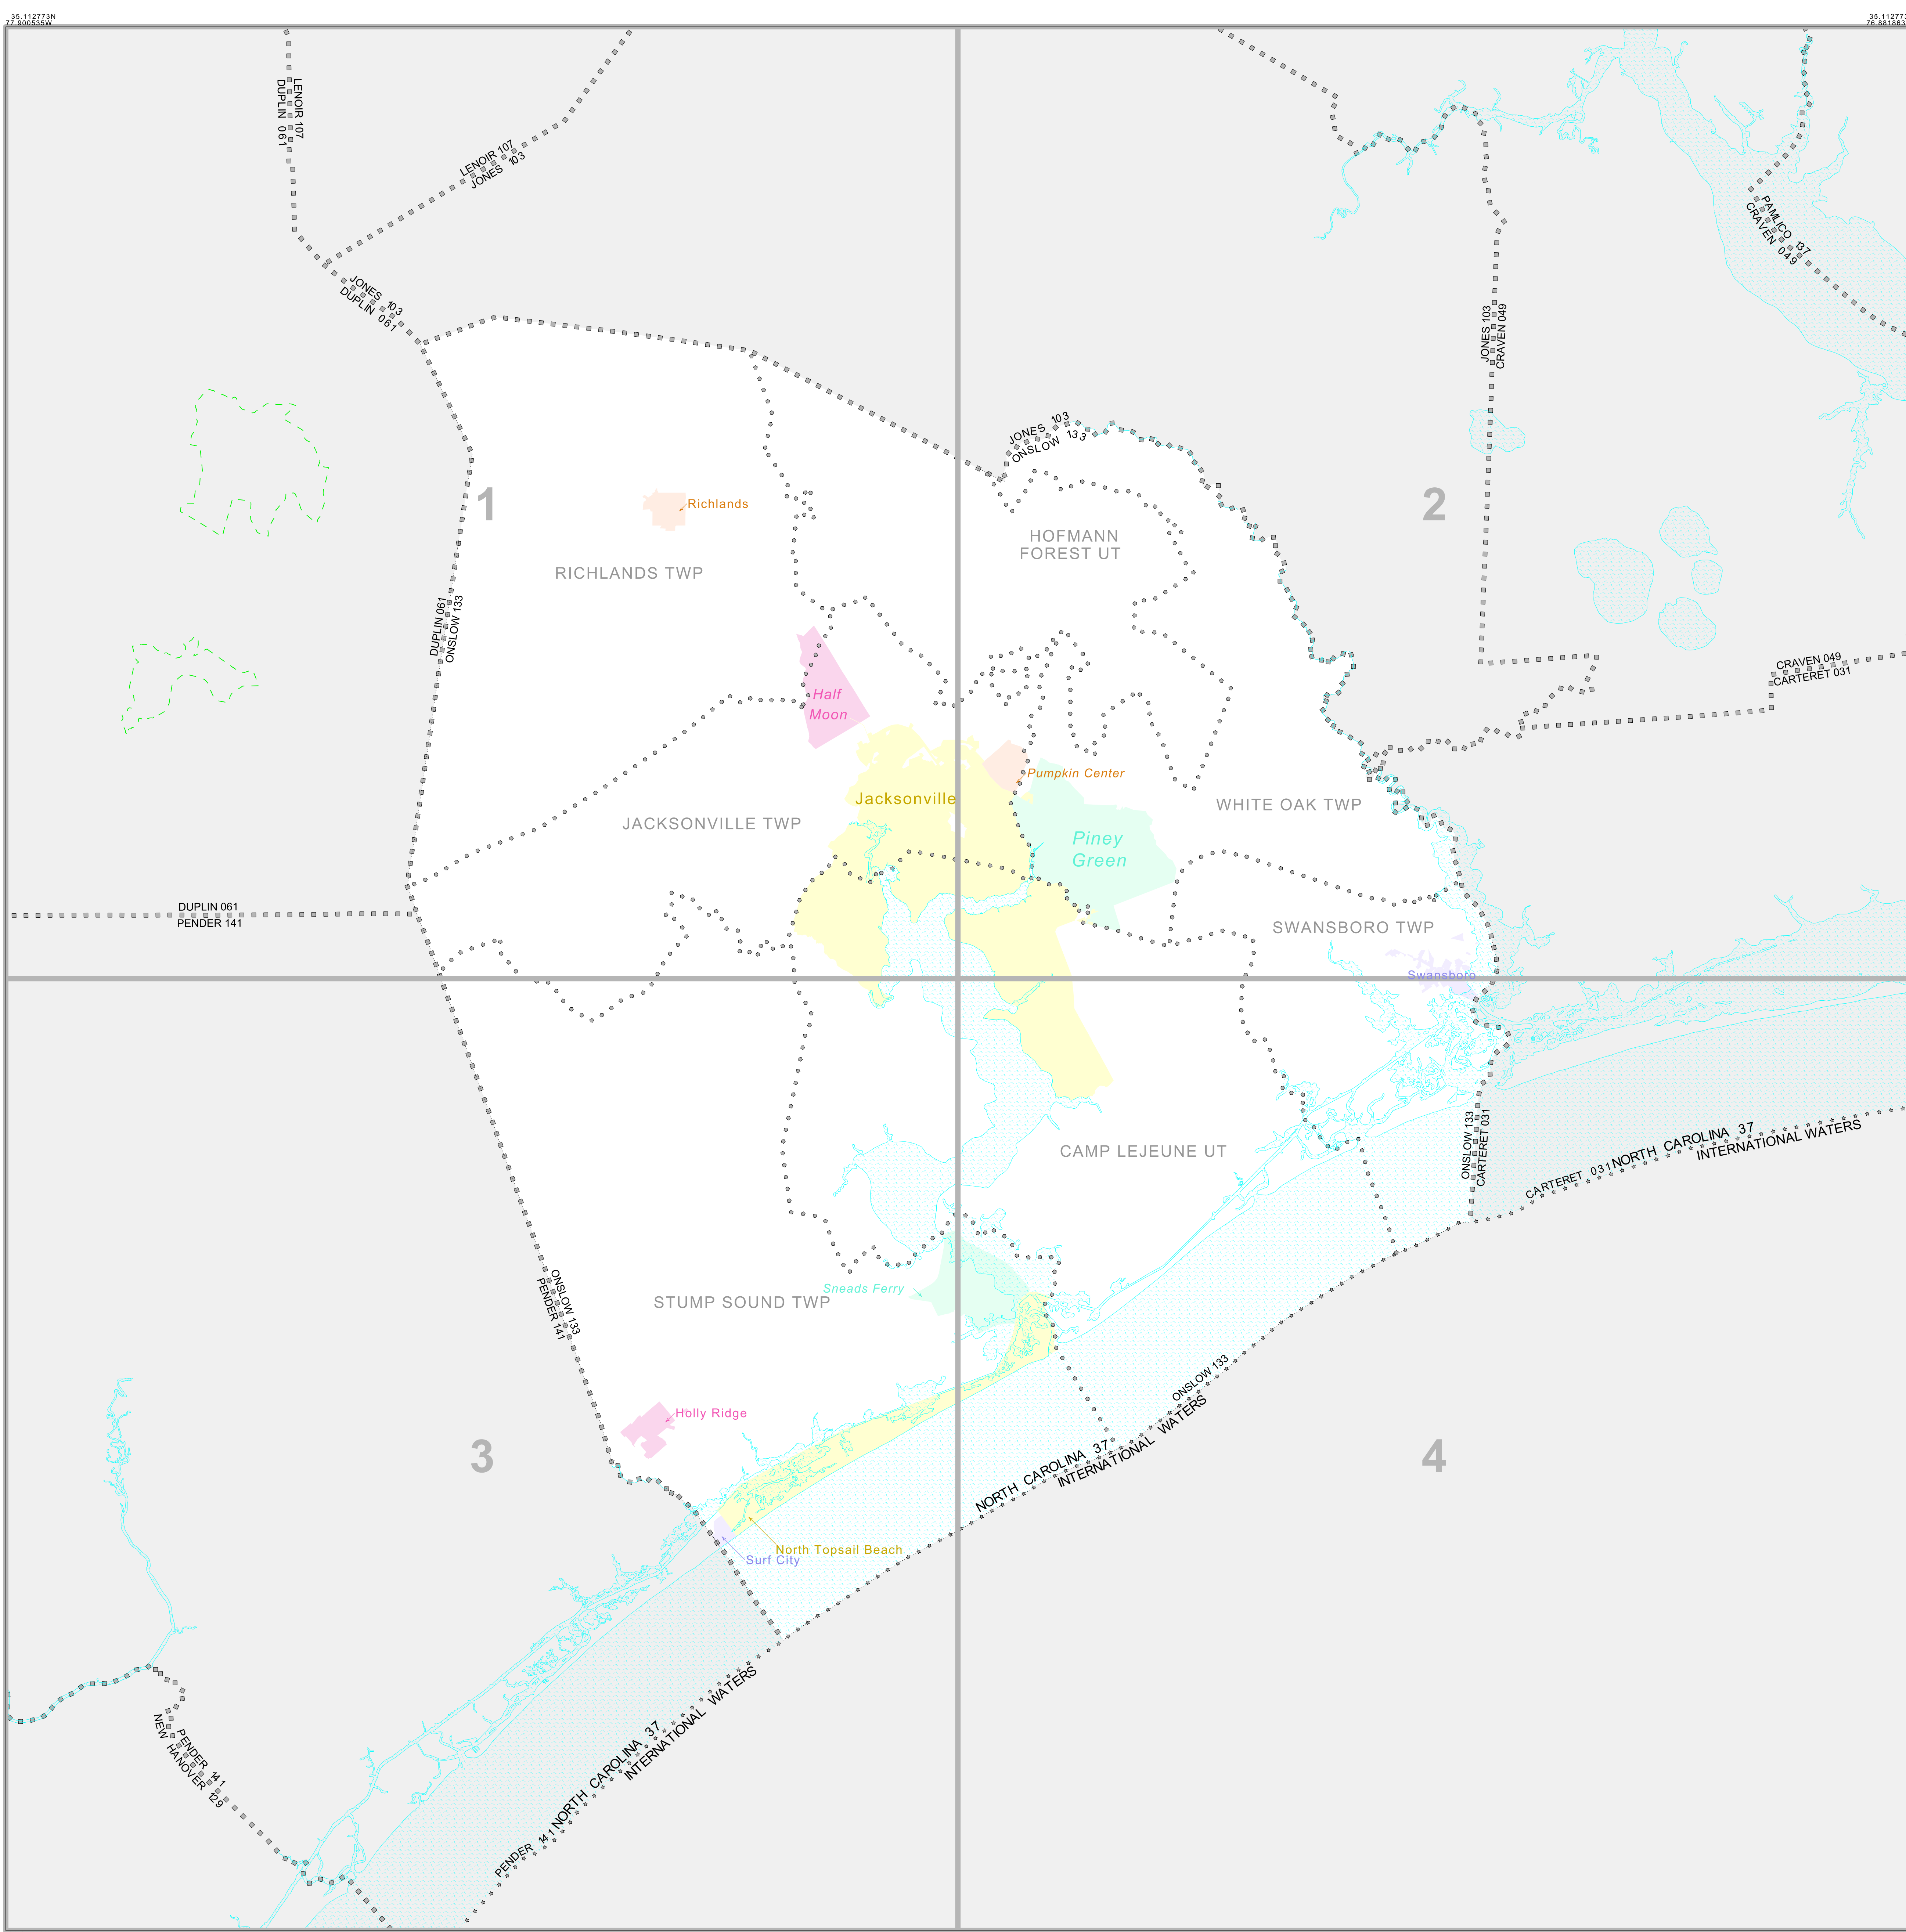 35.112773N
77.900535W
35.11277
76.881863
LENOIR 107
DUPLIN 061
LENOIR 107
JONES 103
PAMLICO 137
CRAVEN 049
JONES 103
DUPLIN 061
JONES 103
CRAVEN 049
JONES 103
ONSLOW 133
1
2
Richlands
HOFMANN
FOREST UT
RICHLANDS TWP
DUPLIN 061
ONSLOW 133
CRAVEN 049
CARTERET 031
Half
Moon
Pumpkin Center
Jacksonville
WHITE OAK TWP
JACKSONVILLE TWP
Piney
Green
DUPLIN 061
PENDER 141
SWANSBORO TWP
Swansboro
ONSLOW 133
CARTERET 031
NORTH CAROLINA 37
INTERNATIONAL WATERS
CARTERET 031
CAMP LEJEUNE UT
ONSLOW 133
PENDER 141
Sneads Ferry
STUMP SOUND TWP
ONSLOW 133
Holly Ridge
3
4
NORTH CAROLINA 37
INTERNATIONAL WATERS
North Topsail Beach
Surf City
PENDER 141
NEW HANOVER 129
NORTH CAROLINA 37
INTERNATIONAL WATERS
PENDER 141